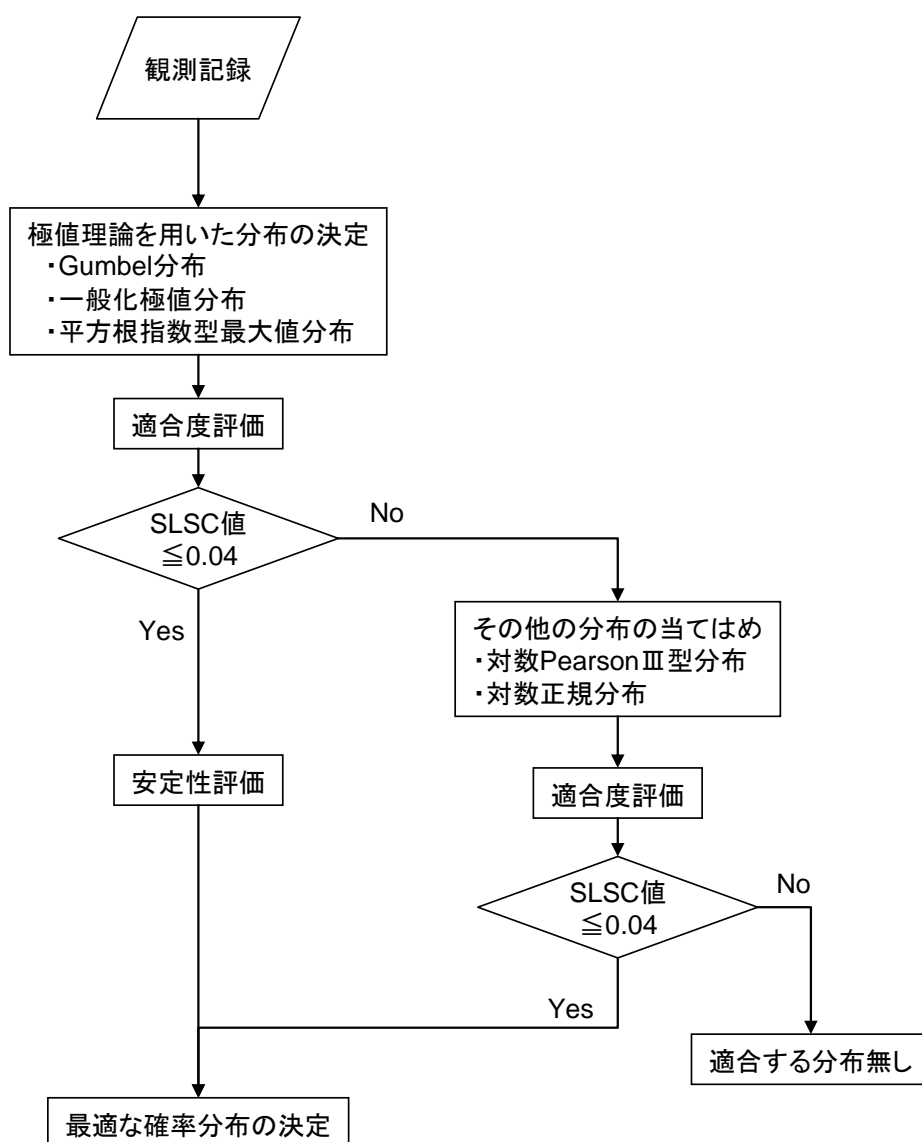 観測記録
極値理論を用いた分布の決定
・Gumbel分布
・一般化極値分布
・平方根指数型最大値分布
適合度評価
SLSC値
≦0.04
No
Yes
その他の分布の当てはめ
・対数PearsonⅢ型分布
・対数正規分布
安定性評価
適合度評価
SLSC値
≦0.04
No
Yes
適合する分布無し
最適な確率分布の決定